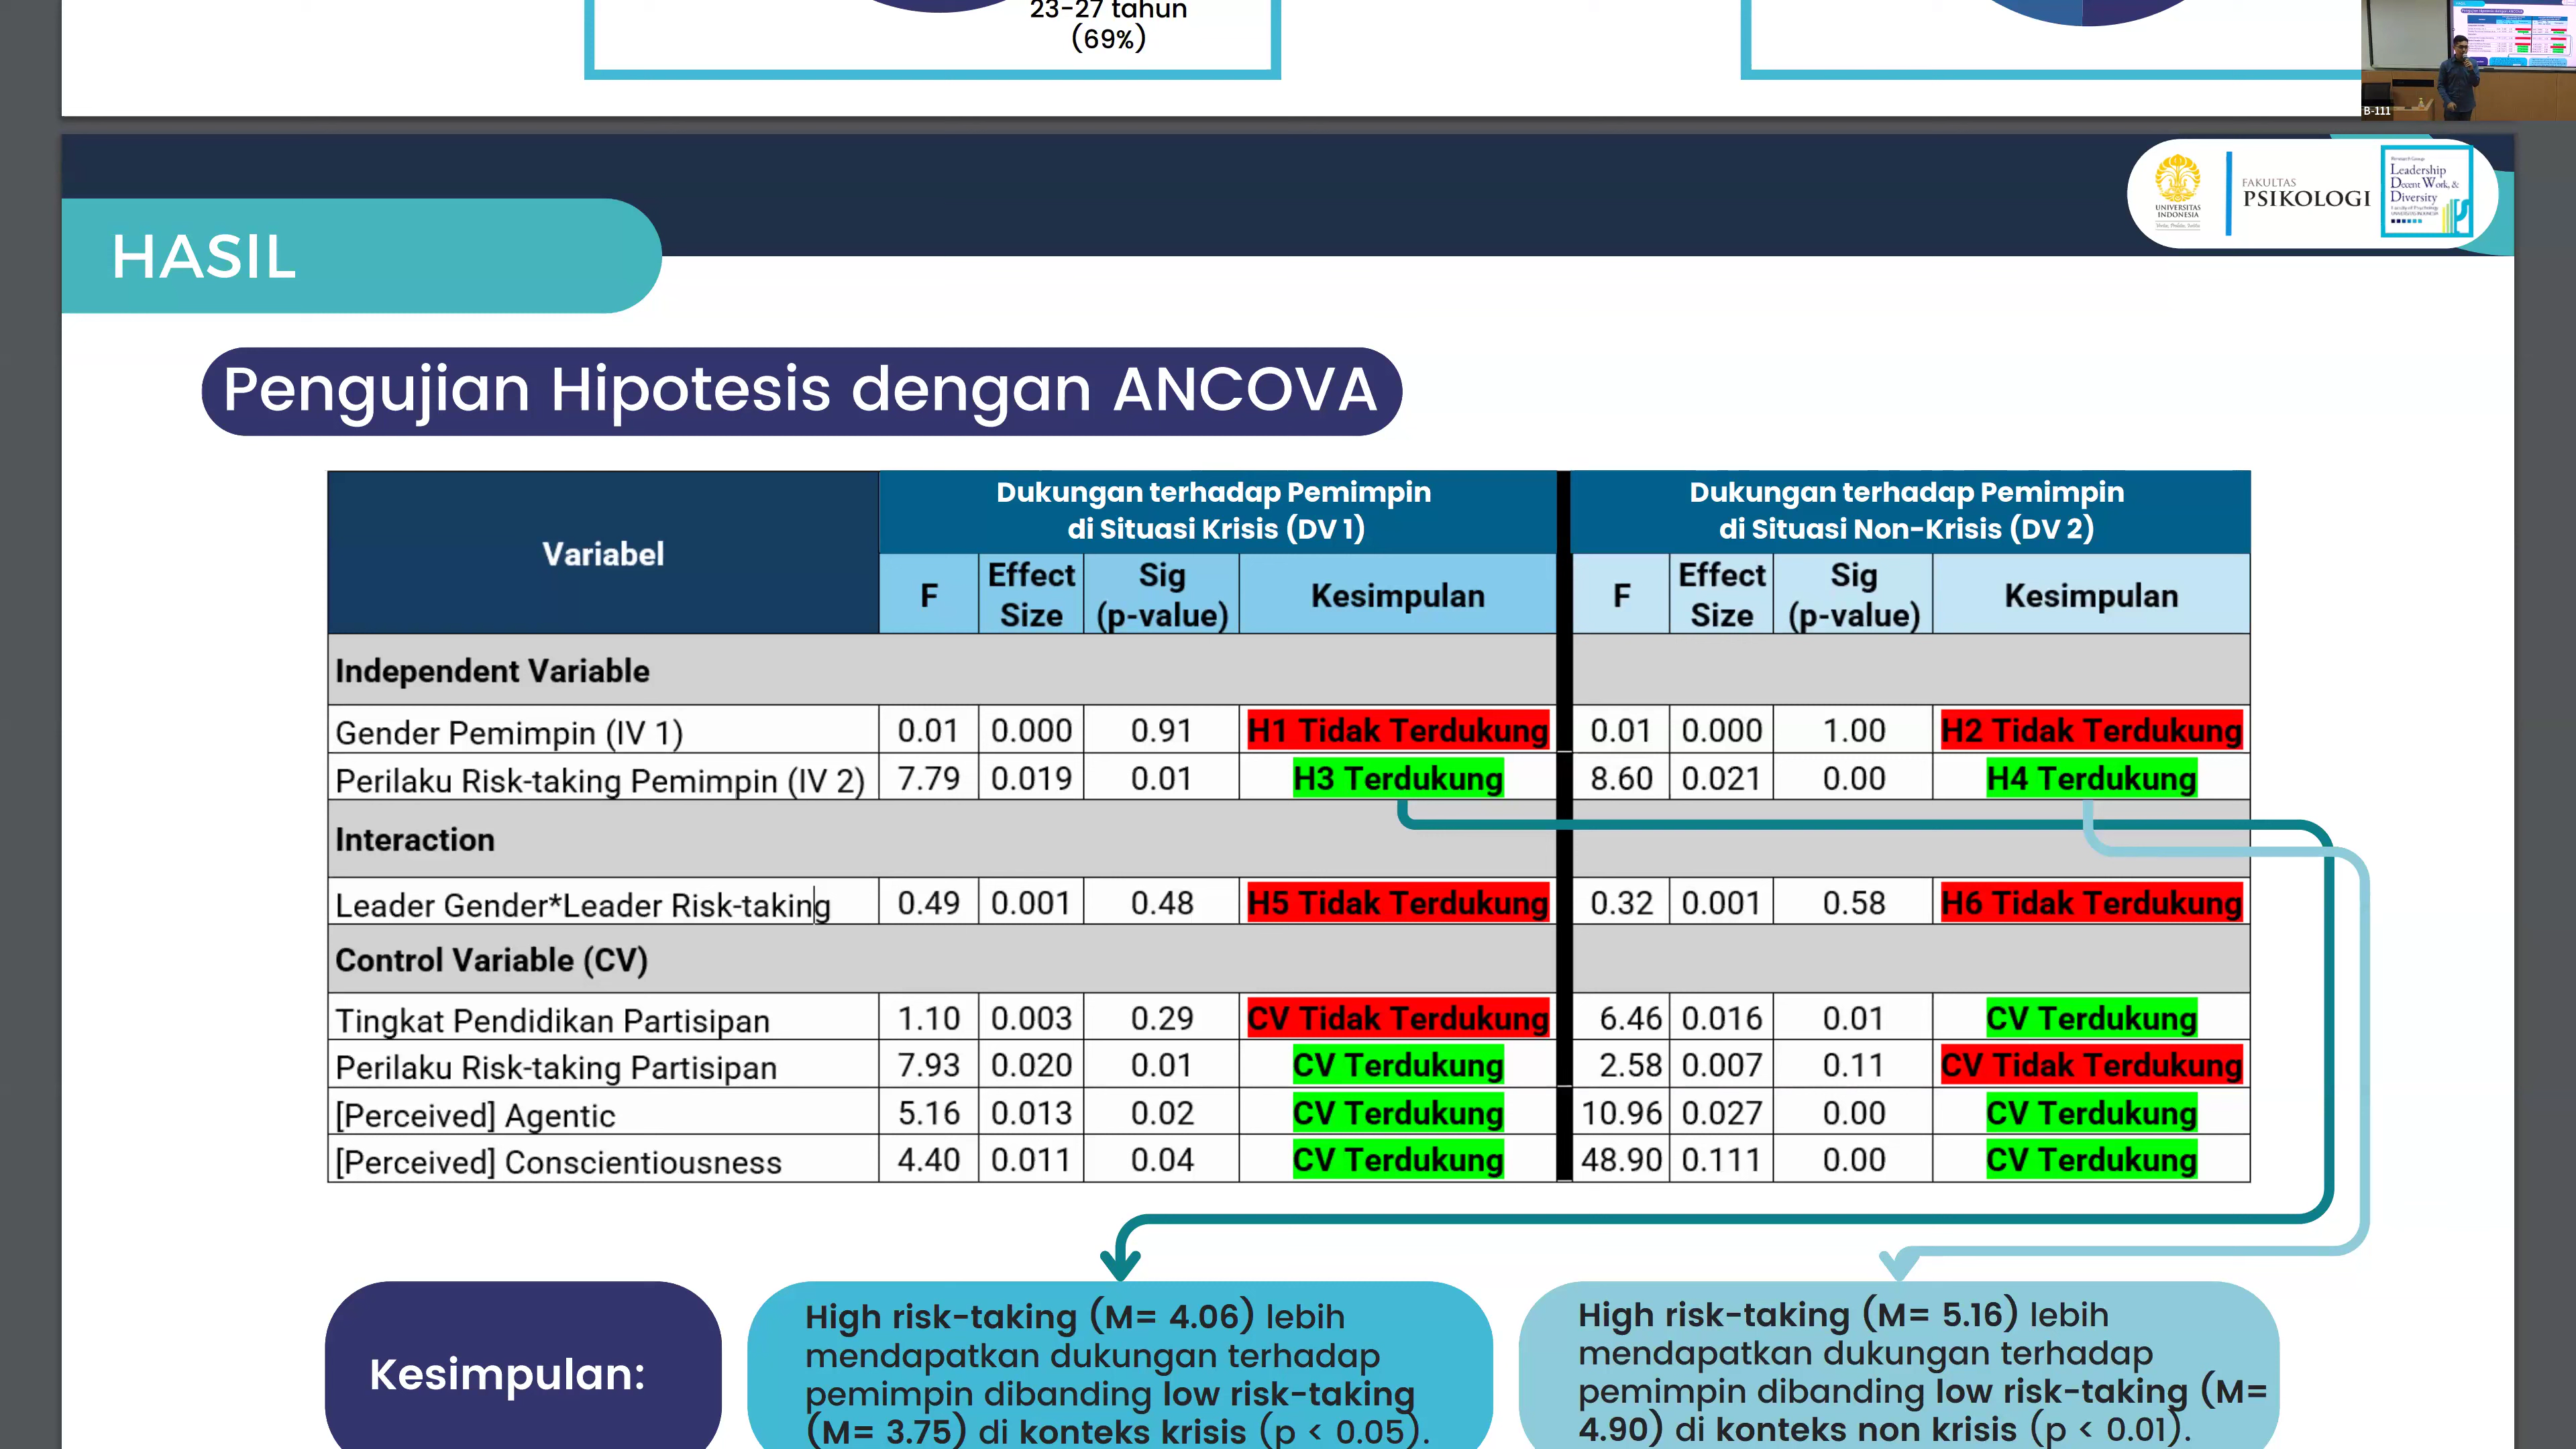 23-27 tahun
(69%)
B-111
HASIL
UNIVERSITAS
INDONESIA
FAKULTAS
PSIKOLOGI
Leadership
Decent Work, &
Diversity
Pengujian Hipotesis dengan ANCOVA
Variabel
Dukungan terhadap Pemimpin
di Situasi Krisis (DV 1)
Dukungan terhadap Pemimpin
di Situasi Non-Krisis (DV 2)
F Effect Size Sig (p-value) Kesimpulan F Effect Size Sig (p-value) Kesimpulan
Independent Variable
Gender Pemimpin (IV 1) 0.01 0.000 0.91 H1 Tidak Terdukung 0.01 0.000 1.00 H2 Tidak Terdukung
Perilaku Risk-taking Pemimpin (IV 2) 7.79 0.019 0.01 H3 Terdukung 8.60 0.021 0.00 H4 Terdukung
Interaction
Leader Gender*Leader Risk-taking 0.49 0.001 0.48 H5 Tidak Terdukung 0.32 0.001 0.58 H6 Tidak Terdukung
Control Variable (CV)
Tingkat Pendidikan Partisipan 1.10 0.003 0.29 CV Tidak Terdukung 6.46 0.016 0.01 CV Terdukung
Perilaku Risk-taking Partisipan 7.93 0.020 0.01 CV Terdukung 2.58 0.007 0.11 CV Tidak Terdukung
[Perceived] Agentic 5.16 0.013 0.02 CV Terdukung 10.96 0.027 0.00 CV Terdukung
[Perceived] Conscientiousness 4.40 0.011 0.04 CV Terdukung 48.90 0.111 0.00 CV Terdukung
Kesimpulan:
High risk-taking (M= 4.06) lebih
mendapatkan dukungan terhadap
pemimpin dibanding low risk-taking
(M= 3.75) di konteks krisis (p < 0.05).
High risk-taking (M= 5.16) lebih
mendapatkan dukungan terhadap
pemimpin dibanding low risk-taking (M=
4.90) di konteks non krisis (p < 0.01).